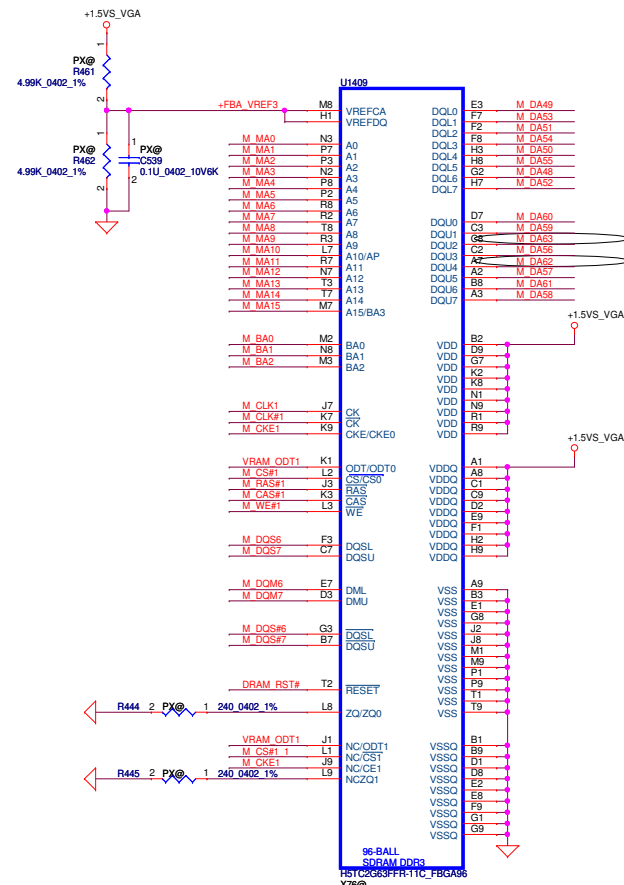 +1.5VS_VGA
1
PX@
R461
4.99K_0402_1%
2
1
PX@
R462
4.99K_0402_1%
2
1
PX@
C539
0.1U_0402_10V6K
2
U1409
+FBA_VREF3 M8 VREFCA
H1 VREFDQ
M_MA0 N3 A0
M_MA1 P7 A1
M_MA2 P3 A2
M_MA3 N2 A3
M_MA4 P8 A4
M_MA5 P2 A5
M_MA6 R8 A6
M_MA7 R2 A7
M_MA8 T8 A8
M_MA9 R3 A9
M_MA10 L7 A10/AP
M_MA11 R7 A11
M_MA12 N7 A12
M_MA13 T3 A13
M_MA14 T7 A14
M_MA15 M7 A15/BA3
M_BA0 M2 BA0
M_BA1 N8 BA1
M_BA2 M3 BA2
M_CLK1 J7 CK
M_CLK#1 K7 CK
M_CKE1 K9 CKE/CKE0
VRAM_ODT1 K1 ODT/ODT0
M_CS#1 L2 CS/CS0
M_RAS#1 J3 RAS
M_CAS#1 K3 CAS
M_WE#1 L3 WE
M_DQS6 F3 DQSL
M_DQS7 C7 DQSU
M_DQM6 E7 DML
M_DQM7 D3 DMU
M_DQS#6 G3 DQSL
M_DQS#7 B7 DQSU
DRAM_RST# T2 RESET
R444 2 PX@ 1 240_0402_1% L8 ZQ/ZQ0
VRAM_ODT1 J1 NC/ODT1
M_CS#1_1 L1 NC/CS1
M_CKE1 J9 NC/CE1
R445 2 PX@ 1 240_0402_1% L9 NCZQ1
DQL0 E3 M_DA49
DQL1 F7 M_DA53
DQL2 F2 M_DA51
DQL3 F8 M_DA54
DQL4 H3 M_DA50
DQL5 H8 M_DA55
DQL6 G2 M_DA48
DQL7 H7 M_DA52
DQU0 D7 M_DA60
DQU1 C3 M_DA59
DQU2 C8 M_DA63
DQU3 C2 M_DA56
DQU4 A7 M_DA62
DQU5 A2 M_DA57
DQU6 B8 M_DA61
DQU7 A3 M_DA58
+1.5VS_VGA
VDD B2
VDD D9
VDD G7
VDD K2
VDD K8
VDD N1
VDD N9
VDD R1
VDD R9
+1.5VS_VGA
VDDQ A1
VDDQ A8
VDDQ C1
VDDQ C9
VDDQ D2
VDDQ E9
VDDQ F1
VDDQ H2
VDDQ H9
VSS A9
VSS B3
VSS E1
VSS G8
VSS J2
VSS J8
VSS M1
VSS M9
VSS P1
VSS P9
VSS T1
VSS T9
VSSQ B1
VSSQ B9
VSSQ D1
VSSQ D8
VSSQ E2
VSSQ E8
VSSQ F9
VSSQ G1
VSSQ G9
96-BALL
SDRAM DDR3
H5TC2G63FFR-11C_FBGA96
X76@